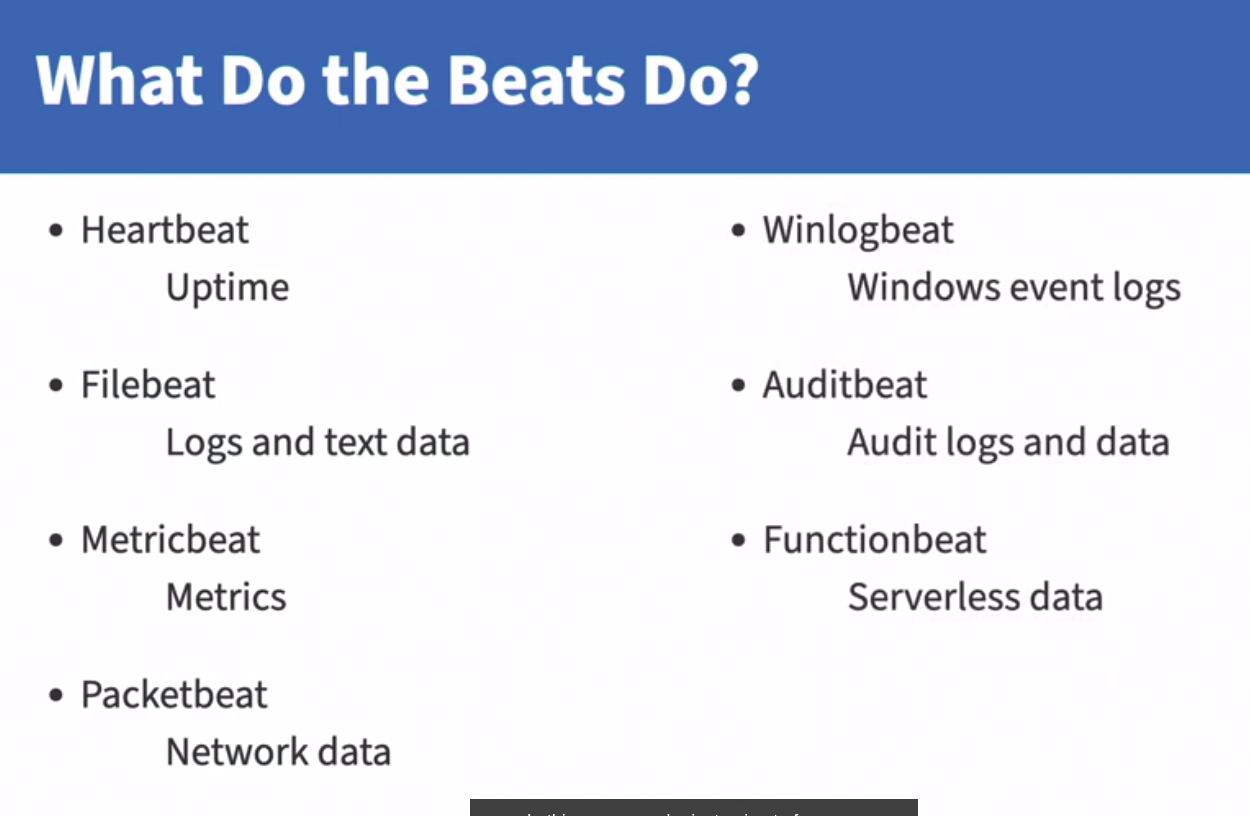 What Do the Beats Do?
• Heartbeat
Uptime
• Filebeat
Logs and text data
• Metricbeat
Metrics
• Packetbeat
Network data
• Winlogbeat
Windows event logs
• Auditbeat
Audit logs and data
• Functionbeat
Serverless data